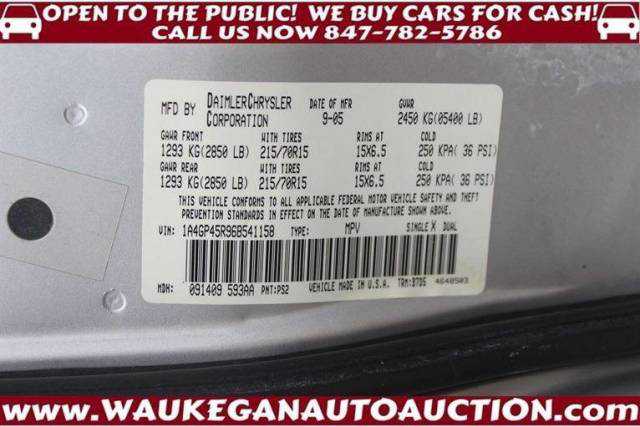 OPEN TO THE PUBLIC! WE BUY CARS FOR CASH!
CALL US NOW 847-782-5786
MFD BY DAIMLERCHRYSLER CORPORATION DATE OF MFR 9-05 GVWR 2450 KG(05400 LB)
GAWR FRONT WITH TIRES RIMS AT COLD
1293 KG(2850 LB) 215/70R15 15X6.5 250 KPA( 36 PSI)
GAWR REAR WITH TIRES RIMS AT COLD
1293 KG(2850 LB) 215/70R15 15X6.5 250 KPA( 36 PSI)
THIS VEHICLE CONFORMS TO ALL APPLICABLE FEDERAL MOTOR VEHICLE SAFETY AND THEFT
PREVENTION STANDARDS IN EFFECT ON THE DATE OF MANUFACTURE SHOWN ABOVE.
VIN: 1A4GP45R96B541158 TYPE: MPV SINGLE X DUAL
MDH: 091409 593AA PNT:PS2 VEHICLE MADE IN U.S.A. TRM:37D5 4648503
WWW.WAUKEGANAUTOAUCTION.COM